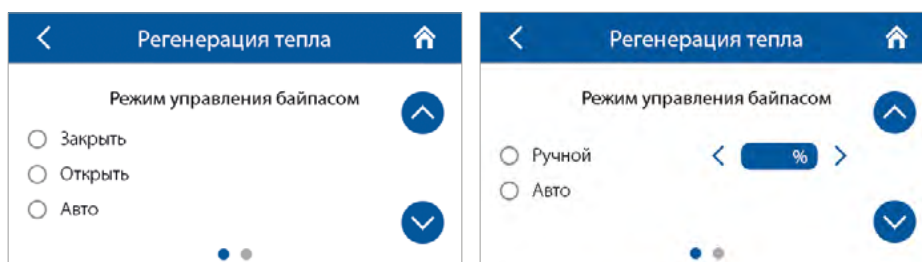 Регенерация тепла
Режим управления байпасом
Закрыть
Открыть
Авто
Регенерация тепла
Режим управления байпасом
Ручной %
Авто